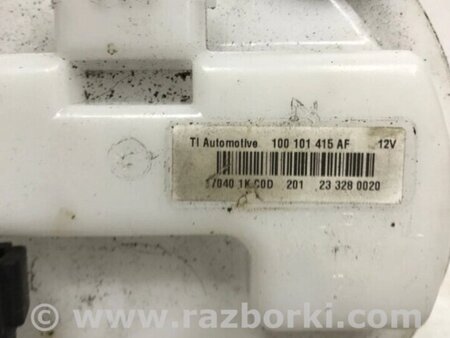 TI Automotive 100 101 415 AF 12V
17040 1KC0D 201 23 328 0020
www.razborki.com